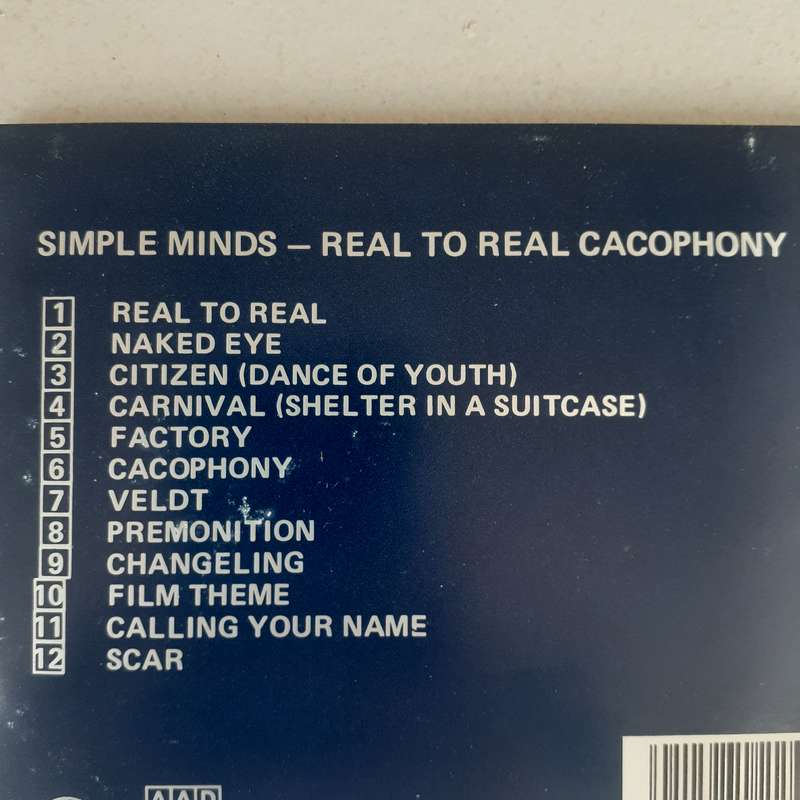 SIMPLE MINDS – REAL TO REAL CACOPHONY
1 REAL TO REAL
2 NAKED EYE
3 CITIZEN (DANCE OF YOUTH)
4 CARNIVAL (SHELTER IN A SUITCASE)
5 FACTORY
6 CACOPHONY
7 VELDT
8 PREMONITION
9 CHANGELING
10 FILM THEME
11 CALLING YOUR NAME
12 SCAR
AAD